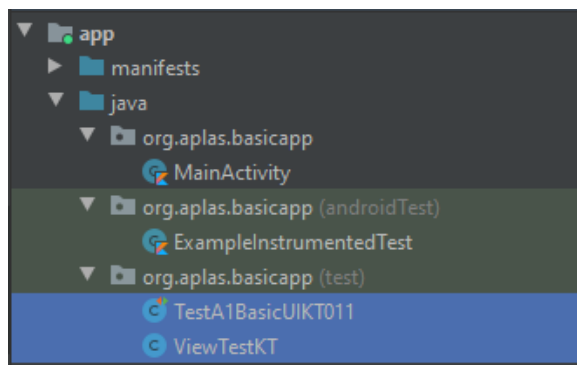 app
manifests
java
org.aplas.basicapp
MainActivity
org.aplas.basicapp (androidTest)
ExampleInstrumentedTest
org.aplas.basicapp (test)
TestA1BasicUIKT011
ViewTestKT